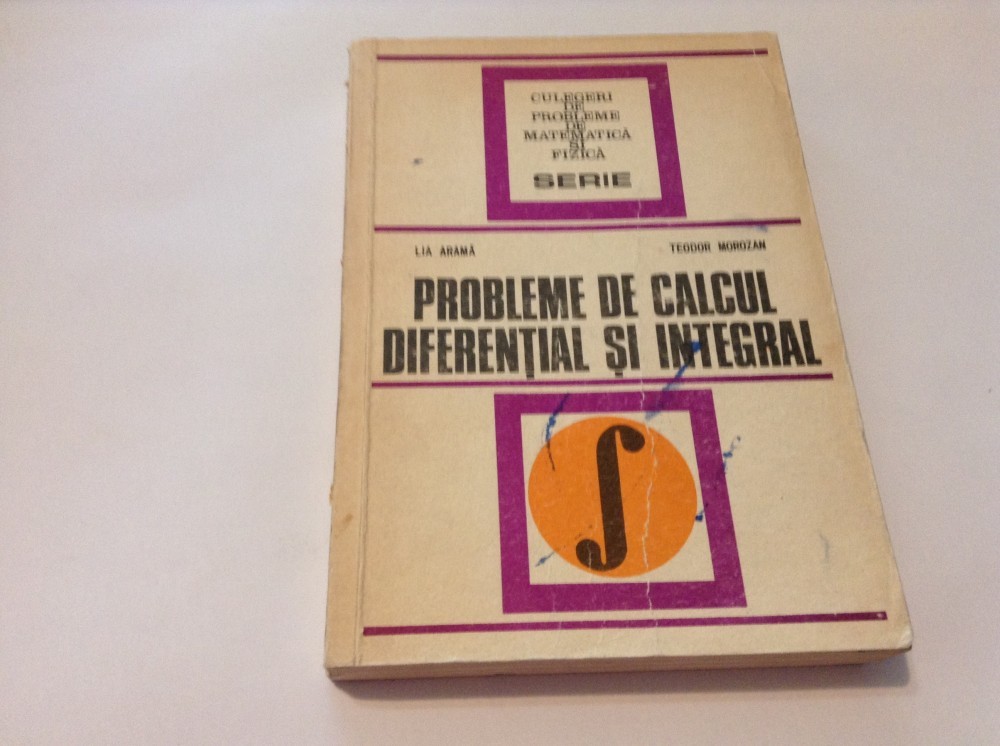 CULEGERI
DE
PROBLEME
DE
MATEMATICĂ
ȘI
FIZICĂ
SERIE
LIA ARAMĂ TEODOR MOROZAN
PROBLEME DE CALCUL
DIFERENȚIAL ȘI INTEGRAL
∫